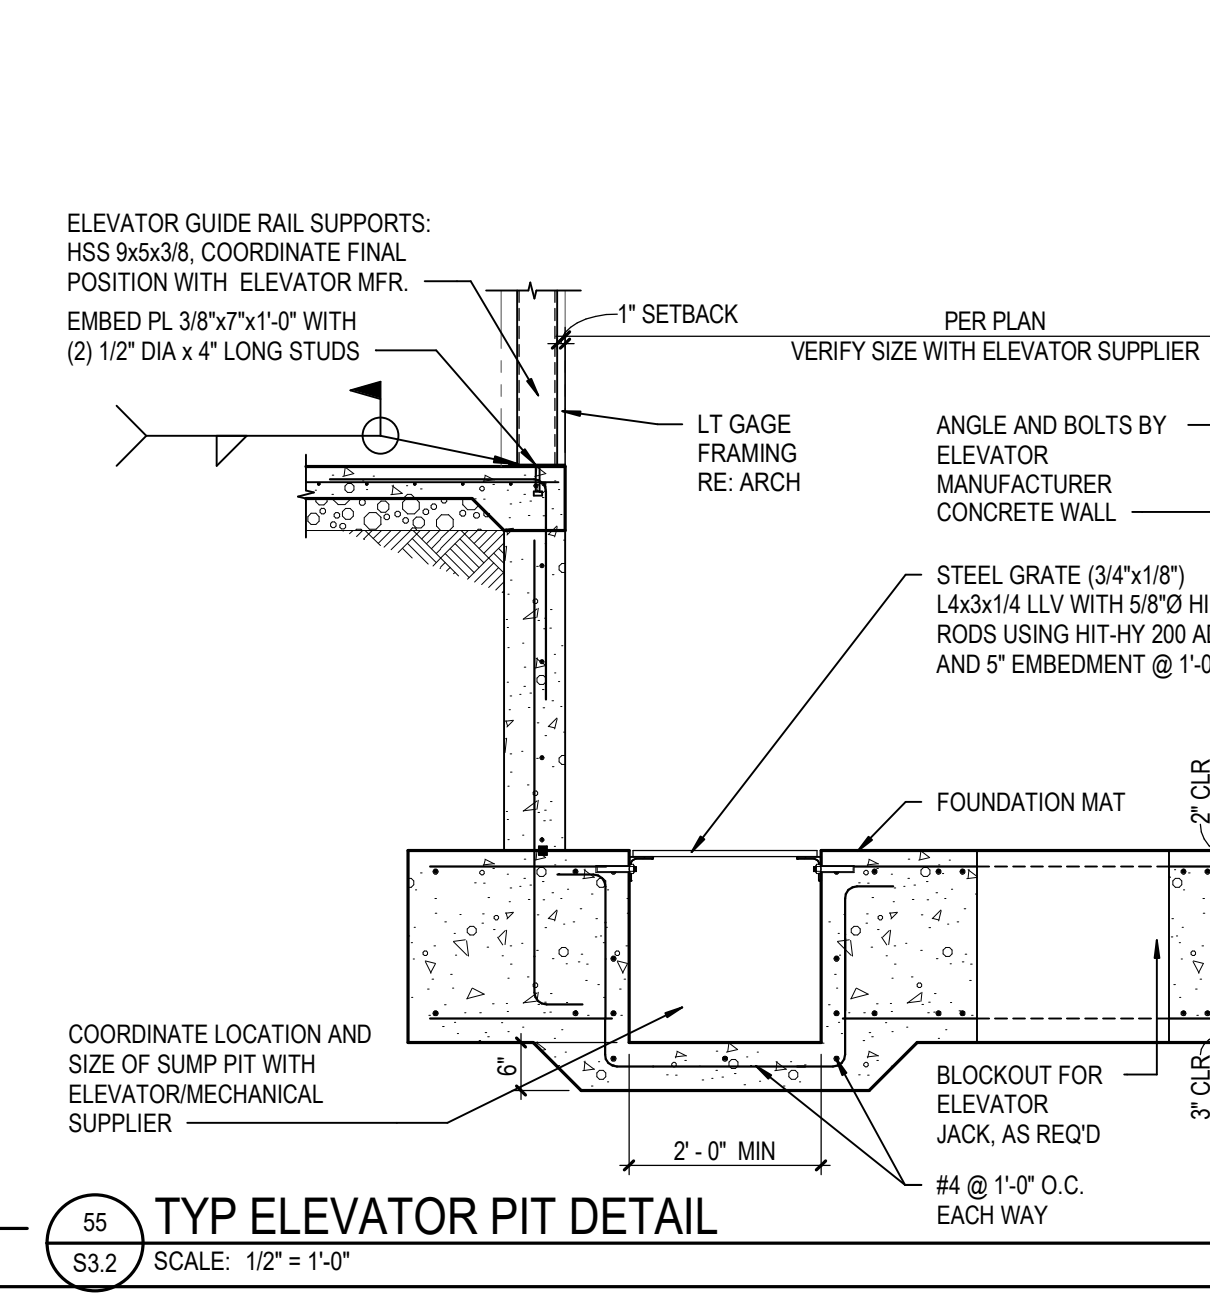 ELEVATOR GUIDE RAIL SUPPORTS:
HSS 9x5x3/8, COORDINATE FINAL
POSITION WITH ELEVATOR MFR.
EMBED PL 3/8"x7"x1'-0" WITH
(2) 1/2" DIA x 4" LONG STUDS
1" SETBACK
PER PLAN
VERIFY SIZE WITH ELEVATOR SUPPLIER
LT GAGE
FRAMING
RE: ARCH
ANGLE AND BOLTS BY
ELEVATOR
MANUFACTURER
CONCRETE WALL
STEEL GRATE (3/4"x1/8")
L4x3x1/4 LLV WITH 5/8"Ø HI
RODS USING HIT-HY 200 A
AND 5" EMBEDMENT @ 1'-0
FOUNDATION MAT
2" CLR
COORDINATE LOCATION AND
SIZE OF SUMP PIT WITH
ELEVATOR/MECHANICAL
SUPPLIER
6"
2' - 0" MIN
BLOCKOUT FOR
ELEVATOR
JACK, AS REQ'D
3" CLR
#4 @ 1'-0" O.C.
EACH WAY
55
S3.2
TYP ELEVATOR PIT DETAIL
SCALE: 1/2" = 1'-0"